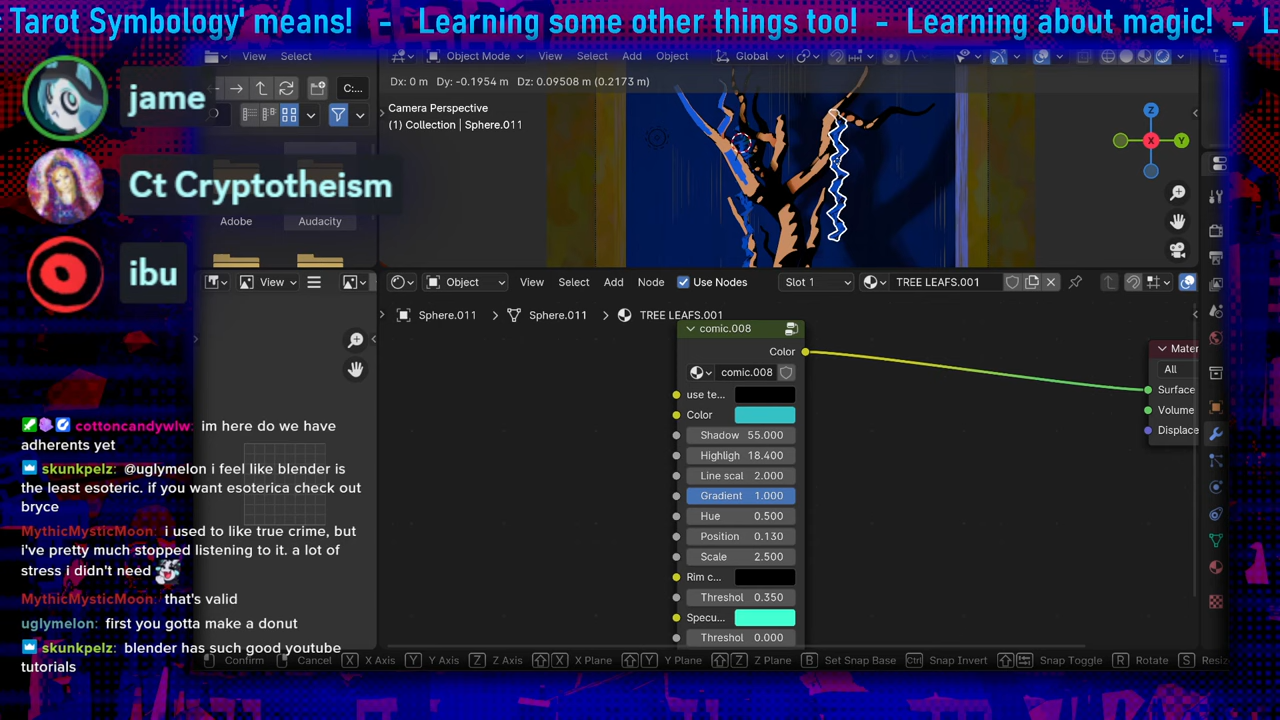 Tarot Symbology' means! - Learning some other things too! - Learning about magic! - L
jame
Ct Cryptotheism
ibu
View Select
C:...
Adobe Audacity
Object Mode View Select Add Object Global
Dx: 0 m Dy: -0.1954 m Dz: 0.09508 m (0.2173 m)
Camera Perspective
(1) Collection | Sphere.011
Z
X
Y
View
Object View Select Add Node Use Nodes Slot 1 TREE LEAFS.001
Sphere.011 > Sphere.011 > TREE LEAFS.001
comic.008
Color
comic.008
use te...
Color
Shadow 55.000
Highligh 18.400
Line scal 2.000
Gradient 1.000
Hue 0.500
Position 0.130
Scale 2.500
Rim c...
Threshol 0.350
Specu...
Threshol 0.000
Mater
All
Surface
Volume
Displace
cottoncandywlw: im here do we have
adherents yet
skunkpelz: @uglymelon i feel like blender is
the least esoteric. if you want esoterica check out
bryce
MythicMysticMoon: i used to like true crime, but
i've pretty much stopped listening to it. a lot of
stress i didn't need
MythicMysticMoon: that's valid
uglymelon: first you gotta make a donut
skunkpelz: blender has such good youtube
tutorials
Confirm Cancel X X Axis Y Y Axis Z Z Axis X X Plane Y Y Plane Z Z Plane B Set Snap Base Ctrl Snap Invert Snap Toggle R Rotate S Resiz